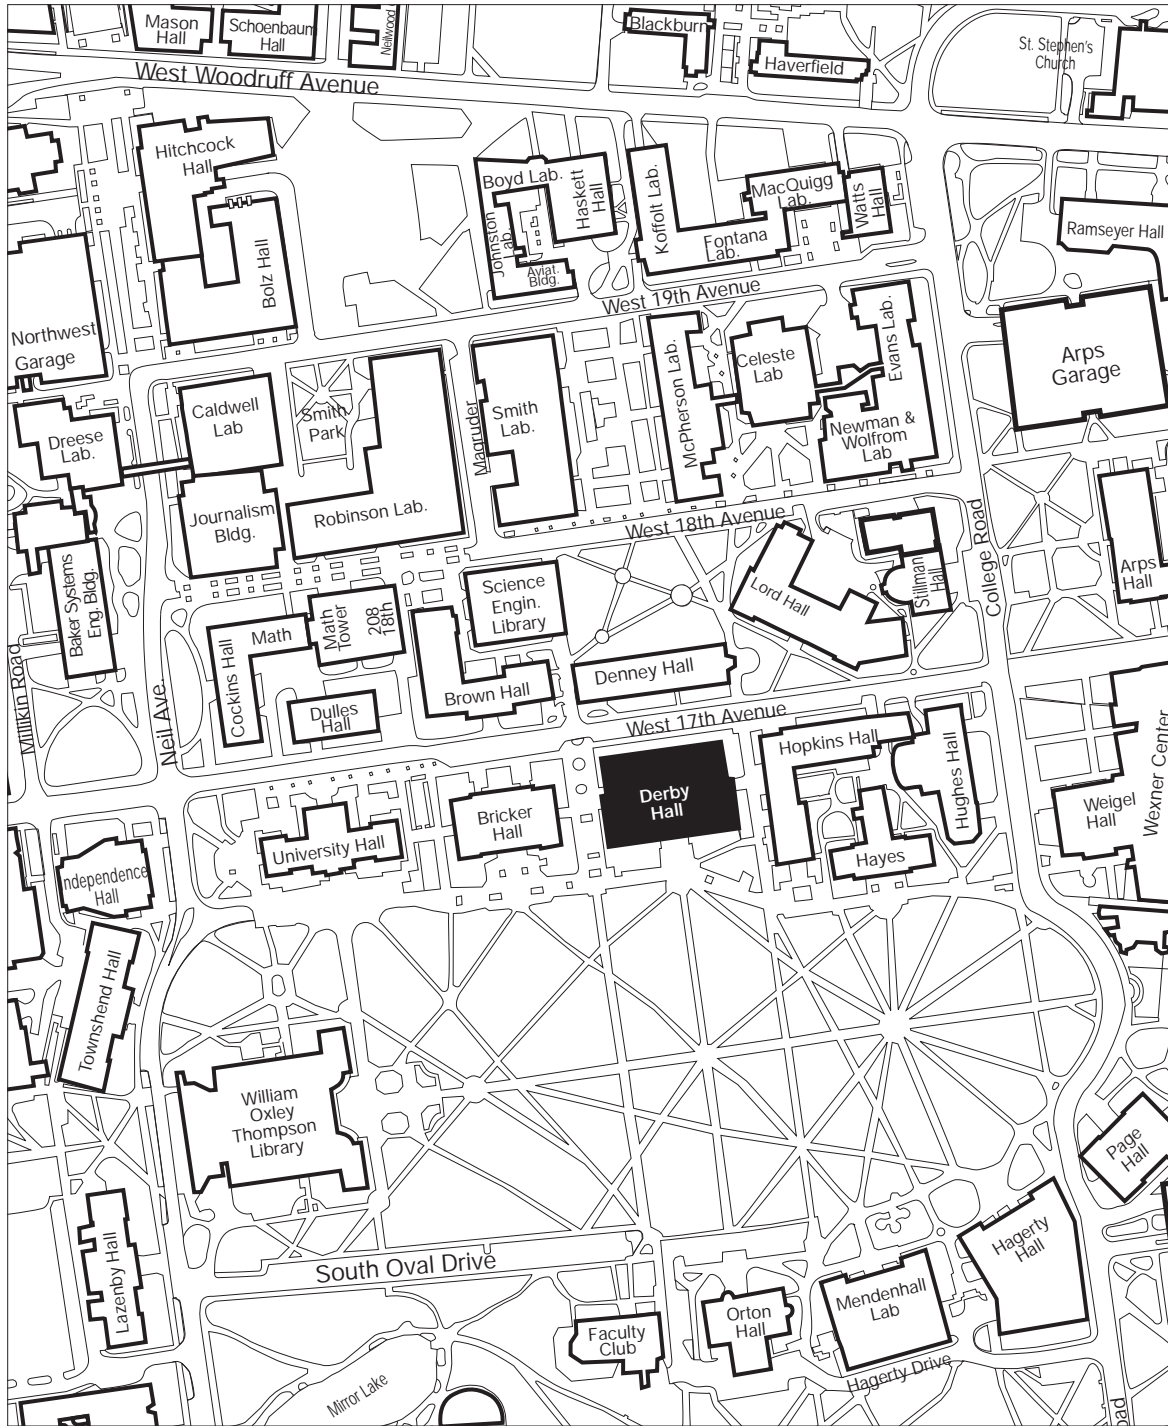 Mason
Hall
Schoenbaum
Hall
Neilwood
Blackburn
Haverfield
St. Stephen's
Church
West Woodruff Avenue
Hitchcock
Hall
Boyd Lab.
Haskett
Hall
Koffolt Lab.
MacQuigg
Lab.
Watts
Hall
Ramseyer Hall
Johnston
Lab.
Aviat.
Bldg.
Fontana
Lab.
Bolz Hall
West 19th Avenue
Northwest
Garage
Evans Lab.
Arps
Garage
Celeste
Lab
McPherson Lab.
Caldwell
Lab
Smith
Park
Magruder
Smith
Lab.
Newman &
Wolfrom
Lab
Dreese
Lab.
Journalism
Bldg.
Robinson Lab.
West 18th Avenue
College Road
Baker Systems
Eng. Bldg.
Science
Engin.
Library
Lord Hall
Stillman
Hall
Arps
Hall
Math
Math
Tower
208
18th
Cockins Hall
Dulles
Hall
Brown Hall
Denney Hall
Millikin Road
Neil Ave.
West 17th Avenue
Hopkins Hall
Hughes Hall
Wexner Center
Derby
Hall
Weigel
Hall
Bricker
Hall
University Hall
Hayes
Independence
Hall
Townshend Hall
William
Oxley
Thompson
Library
Page
Hall
Hagerty
Hall
Lazenby Hall
South Oval Drive
Mendenhall
Lab
Orton
Hall
Faculty
Club
Hagerty Drive
Mirror Lake